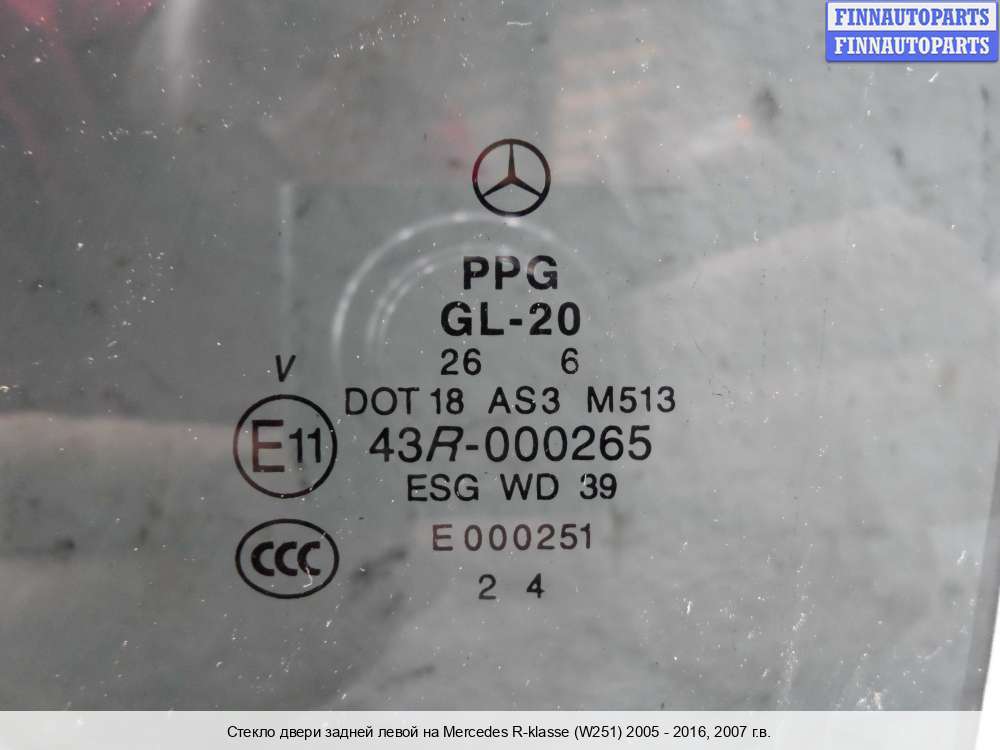 FINNAUTOPARTS
FINNAUTOPARTS
PPG
GL-20
26 6
V
DOT 18 AS3 M513
E11 43R-000265
ESG WD 39
CCC E 000251
2 4
Стекло двери задней левой на Mercedes R-klasse (W251) 2005 - 2016, 2007 г.в.